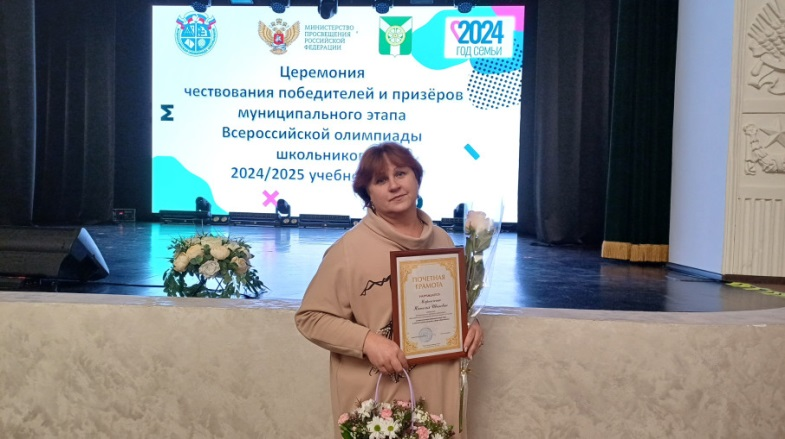 МИНИСТЕРСТВО
ПРОСВЕЩЕНИЯ
РОССИЙСКОЙ
ФЕДЕРАЦИИ
2024
ГОД СЕМЬИ
Церемония
чествования победителей и призёров
муниципального этапа
Всероссийской олимпиады
школьников
2024/2025 учебн
ПОЧЕТНАЯ
ГРАМОТА